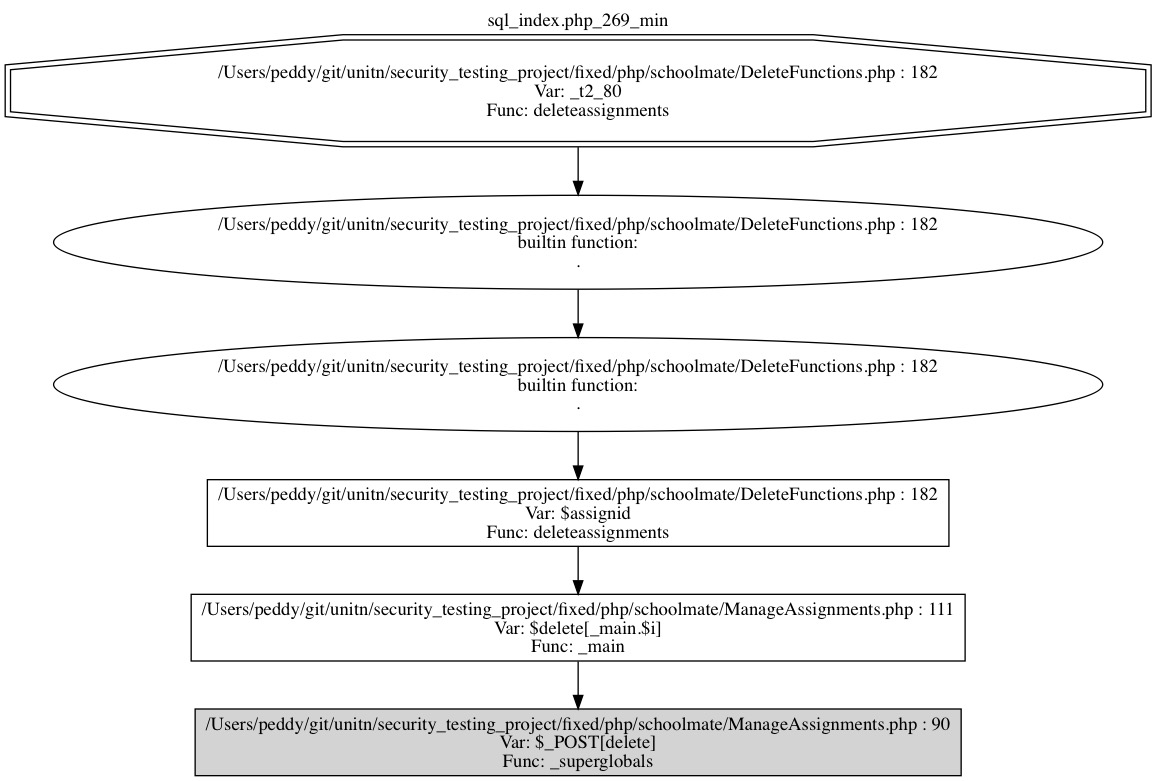 sql_index.php_269_min
/Users/peddy/git/unitn/security_testing_project/fixed/php/schoolmate/DeleteFunctions.php : 182
Var: _t2_80
Func: deleteassignments
/Users/peddy/git/unitn/security_testing_project/fixed/php/schoolmate/DeleteFunctions.php : 182
builtin function:
.
/Users/peddy/git/unitn/security_testing_project/fixed/php/schoolmate/DeleteFunctions.php : 182
builtin function:
.
/Users/peddy/git/unitn/security_testing_project/fixed/php/schoolmate/DeleteFunctions.php : 182
Var: $assignid
Func: deleteassignments
/Users/peddy/git/unitn/security_testing_project/fixed/php/schoolmate/ManageAssignments.php : 111
Var: $delete[_main.$i]
Func: _main
/Users/peddy/git/unitn/security_testing_project/fixed/php/schoolmate/ManageAssignments.php : 90
Var: $_POST[delete]
Func: _superglobals